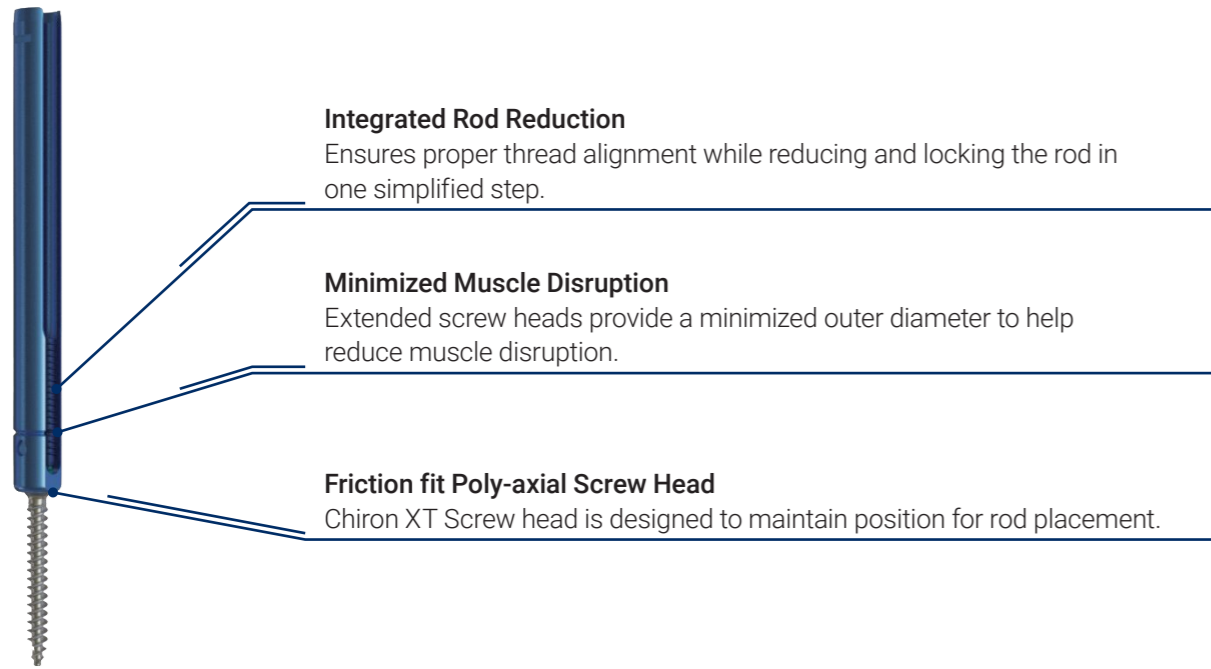 Integrated Rod Reduction
Ensures proper thread alignment while reducing and locking the rod in
one simplified step.
Minimized Muscle Disruption
Extended screw heads provide a minimized outer diameter to help
reduce muscle disruption.
Friction fit Poly-axial Screw Head
Chiron XT Screw head is designed to maintain position for rod placement.